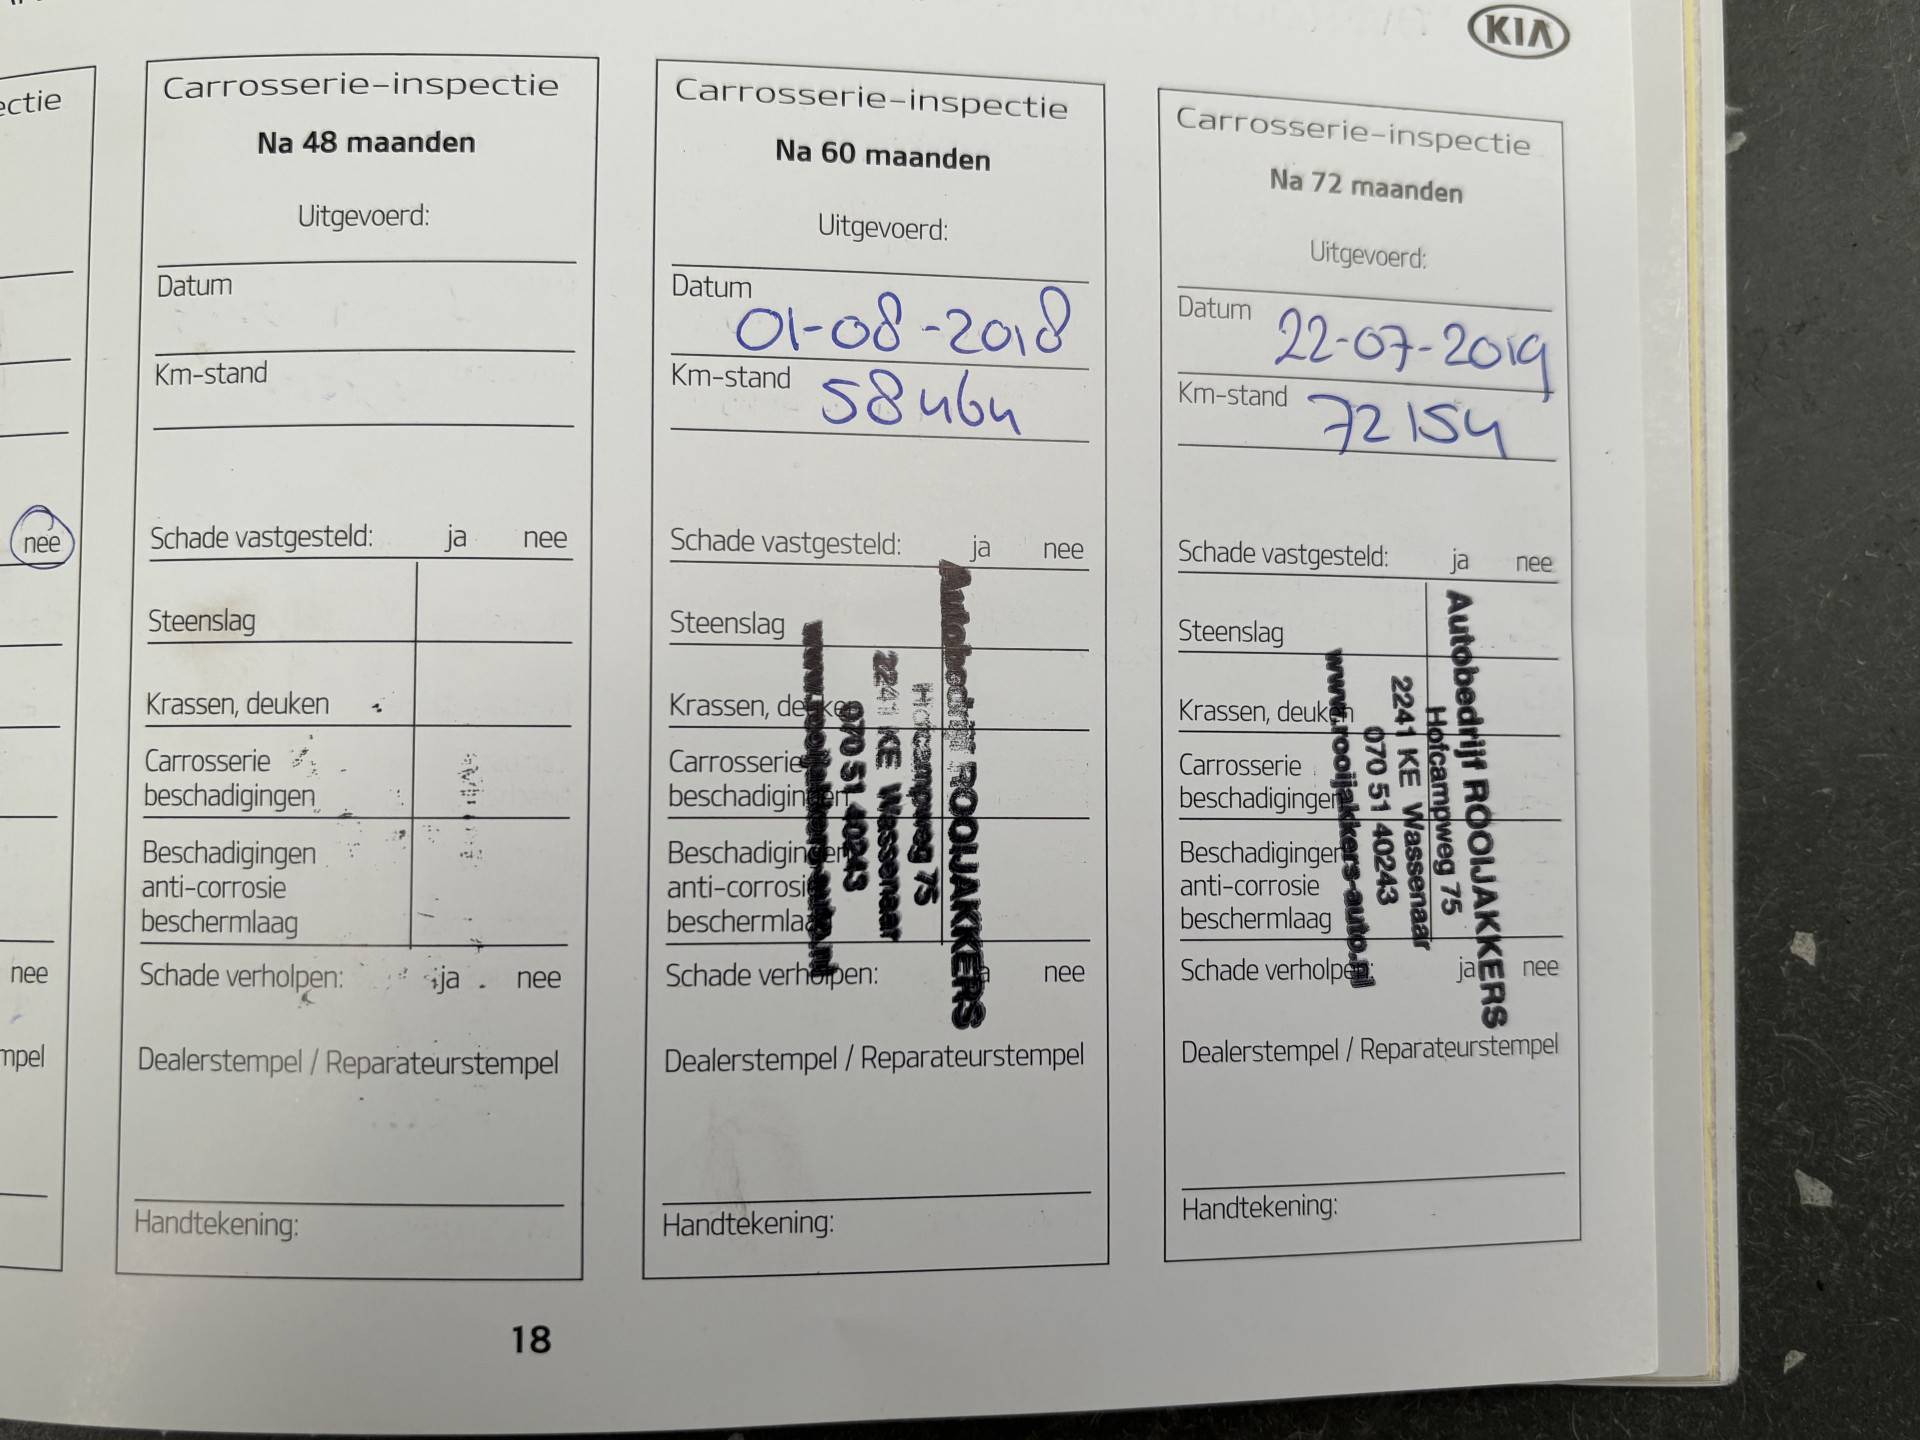 KIA
ectie
nee
nee
mpel
Carrosserie-inspectie
Na 48 maanden
Uitgevoerd:
Datum
Km-stand
Schade vastgesteld: ja nee
Steenslag
Krassen, deuken
Carrosserie
beschadigingen
Beschadigingen
anti-corrosie
beschermlaag
Schade verholpen: ja nee
Dealerstempel / Reparateurstempel
Handtekening:
Carrosserie-inspectie
Na 60 maanden
Uitgevoerd:
Datum 01-08-2018
Km-stand 58464
Schade vastgesteld: ja nee
Steenslag
Krassen, deuken
Carrosserie
beschadigingen
Beschadigingen
anti-corrosie
beschermlaag
Schade verholpen: ja nee
Autobedrijf ROOIJAKKERS
Hofcampweg 75
2241 KE Wassenaar
070 51 40243
www.rooijakkers-auto.nl
Dealerstempel / Reparateurstempel
Handtekening:
Carrosserie-inspectie
Na 72 maanden
Uitgevoerd:
Datum 22-07-2019
Km-stand 72154
Schade vastgesteld: ja nee
Steenslag
Krassen, deuken
Carrosserie
beschadigingen
Beschadigingen
anti-corrosie
beschermlaag
Schade verholpen: ja nee
Autobedrijf ROOIJAKKERS
Hofcampweg 75
2241 KE Wassenaar
070 51 40243
www.rooijakkers-auto.nl
Dealerstempel / Reparateurstempel
Handtekening:
18